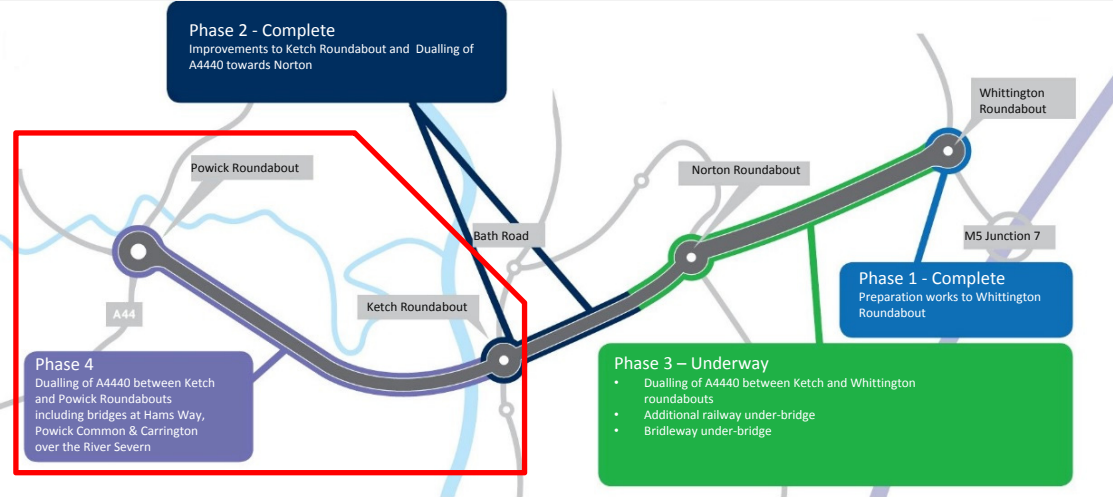 Phase 2 - Complete
Improvements to Ketch Roundabout and Dualling of
A4440 towards Norton
Whittington
Roundabout
Powick Roundabout
Norton Roundabout
Bath Road
M5 Junction 7
Phase 1 - Complete
Preparation works to Whittington
Roundabout
Ketch Roundabout
A44
Phase 4
Dualling of A4440 between Ketch
and Powick Roundabouts
including bridges at Hams Way,
Powick Common & Carrington
over the River Severn
Phase 3 – Underway
• Dualling of A4440 between Ketch and Whittington
roundabouts
• Additional railway under-bridge
• Bridleway under-bridge